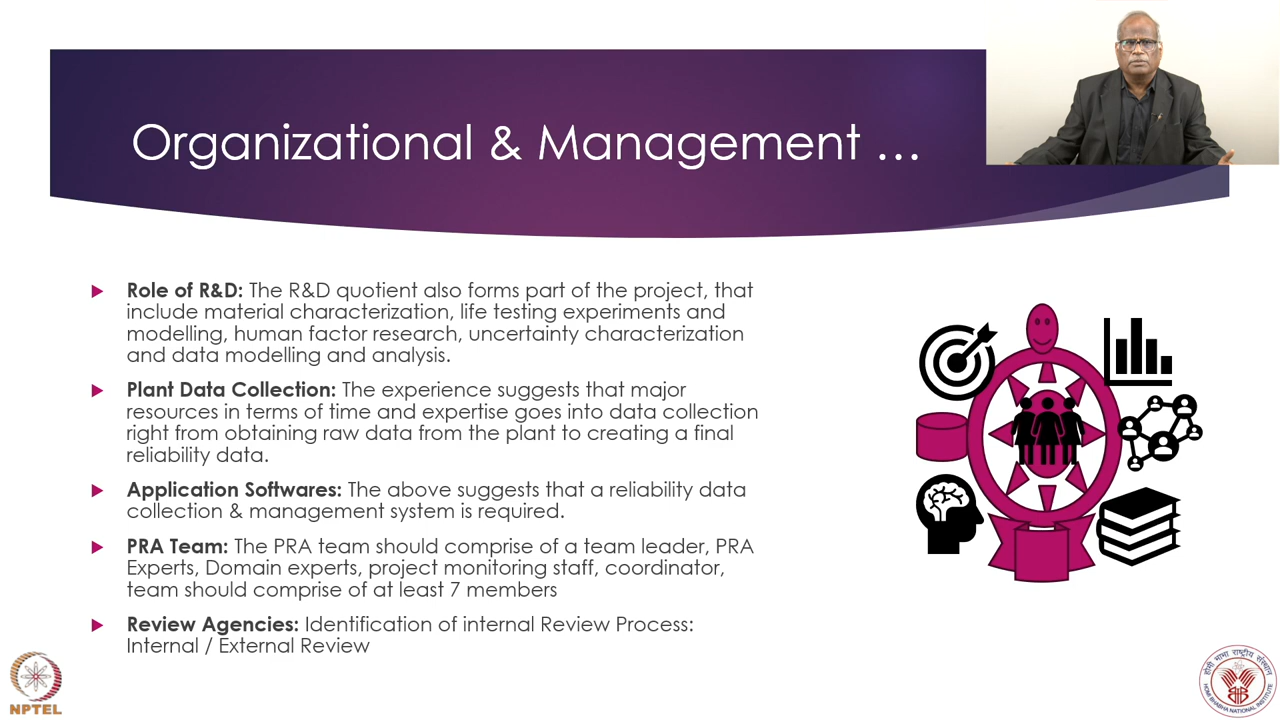 Organizational & Management …
Role of R&D: The R&D quotient also forms part of the project, that
include material characterization, life testing experiments and
modelling, human factor research, uncertainty characterization
and data modelling and analysis.
Plant Data Collection: The experience suggests that major
resources in terms of time and expertise goes into data collection
right from obtaining raw data from the plant to creating a final
reliability data.
Application Softwares: The above suggests that a reliability data
collection & management system is required.
PRA Team: The PRA team should comprise of a team leader, PRA
Experts, Domain experts, project monitoring staff, coordinator,
team should comprise of at least 7 members
Review Agencies: Identification of internal Review Process:
Internal / External Review
NPTEL
होमी भाभा राष्ट्रीय संस्थान
HOMI BHABHA NATIONAL INSTITUTE